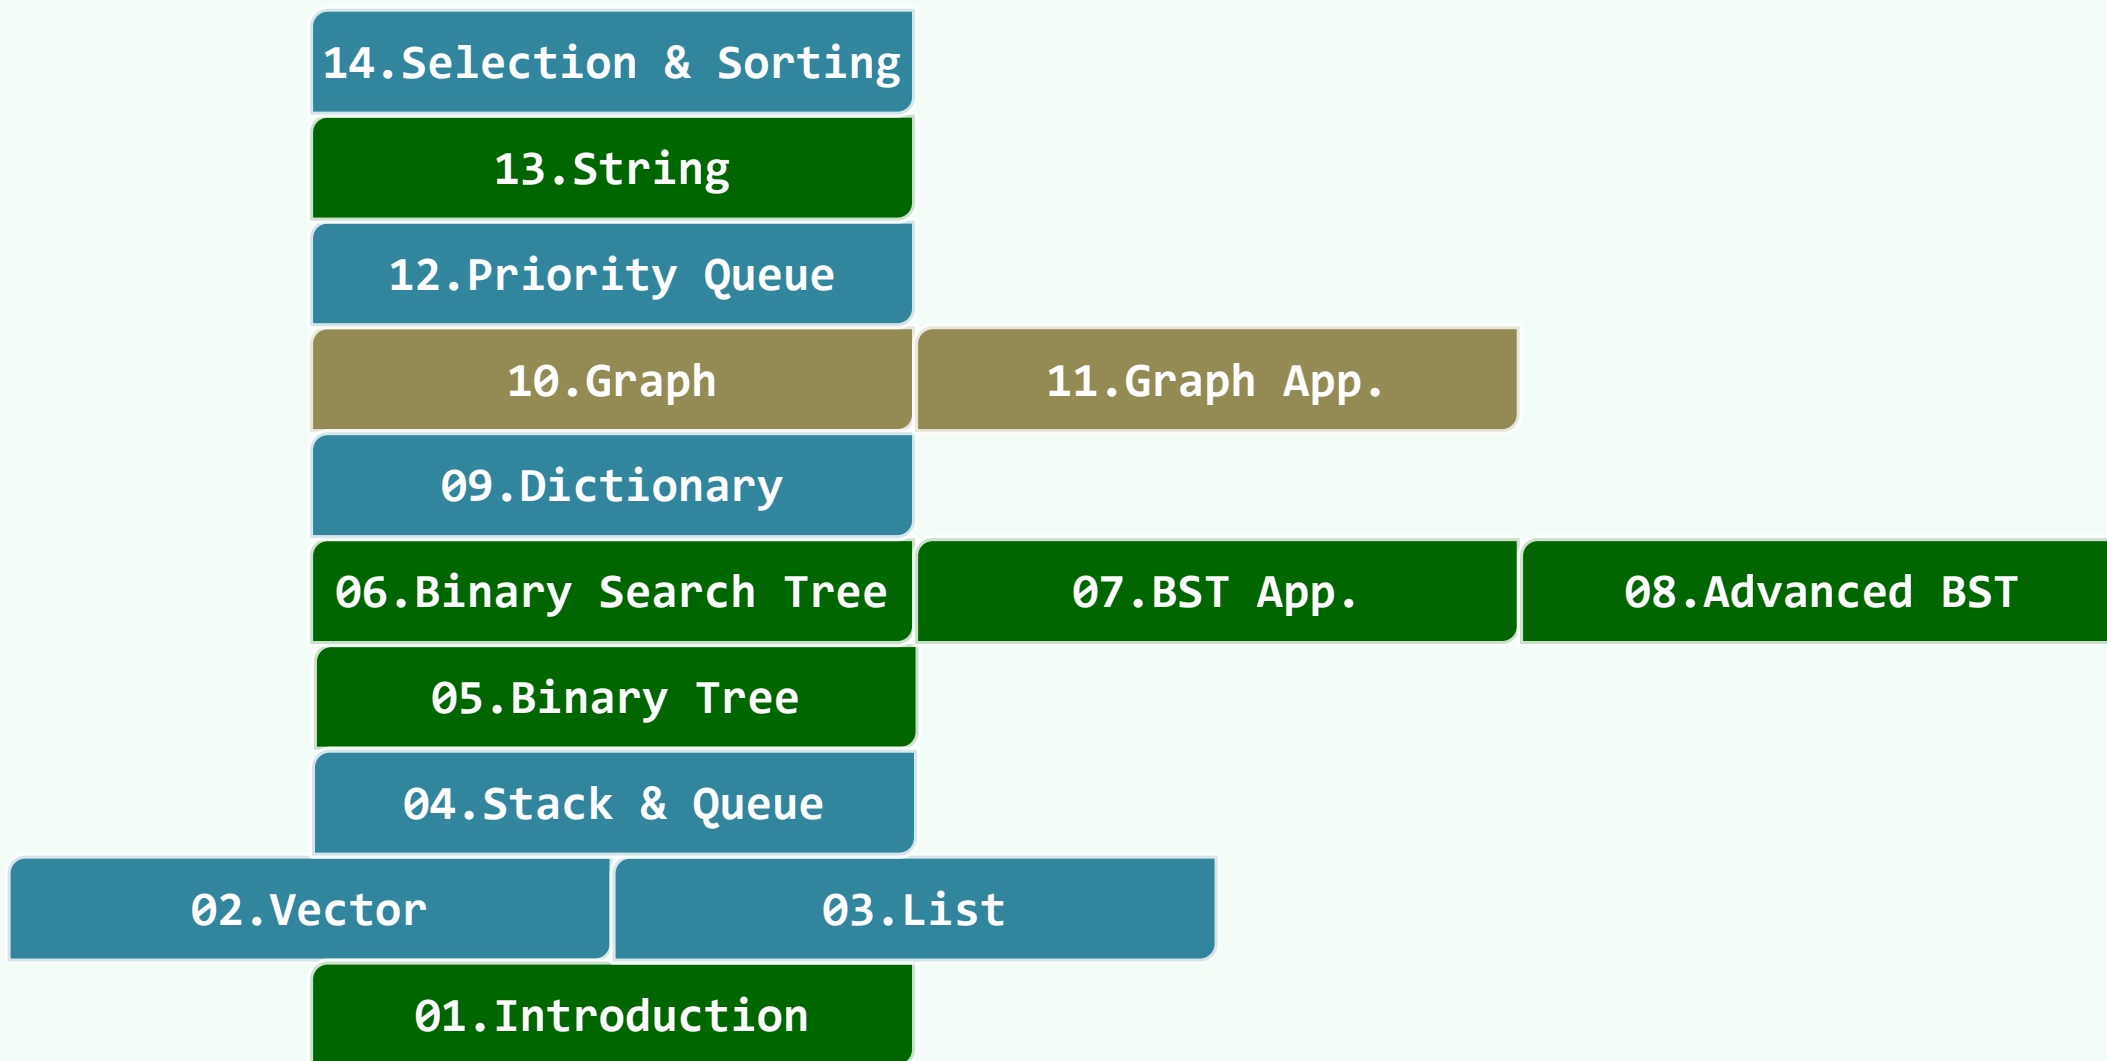 14.Selection & Sorting
13.String
12.Priority Queue
10.Graph
11.Graph App.
09.Dictionary
06.Binary Search Tree
07.BST App.
08.Advanced BST
05.Binary Tree
04.Stack & Queue
02.Vector
03.List
01.Introduction